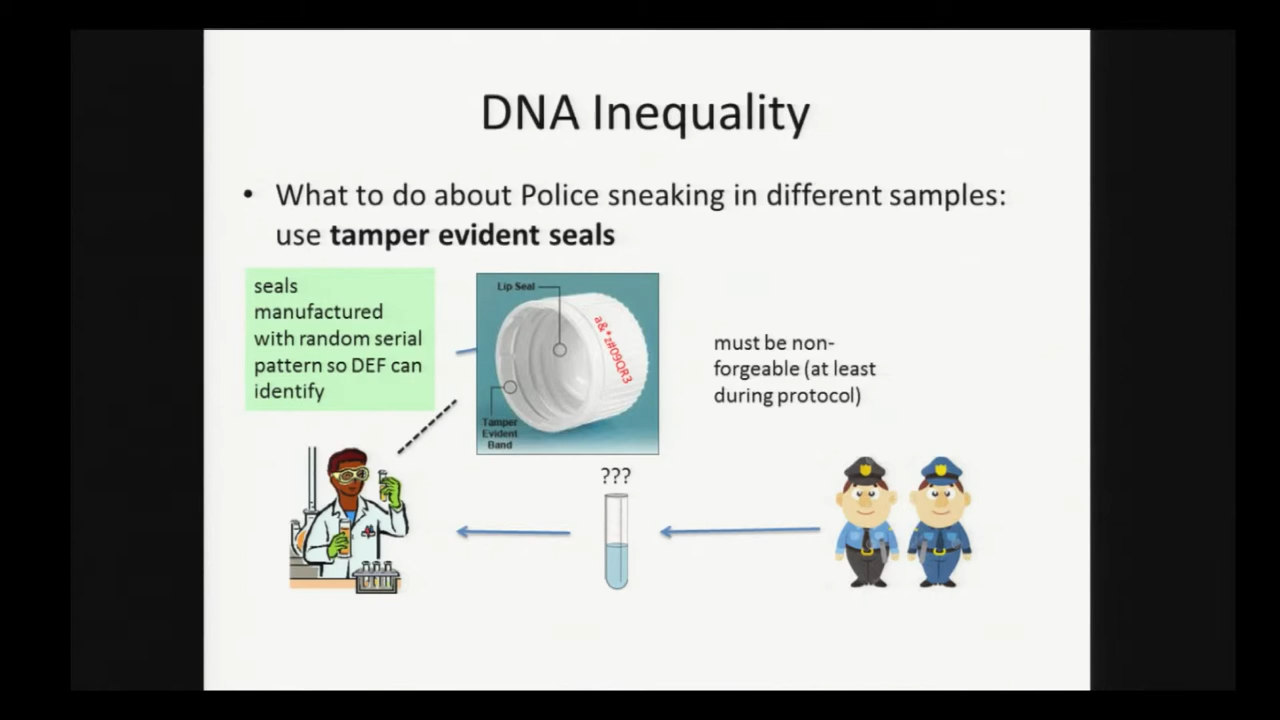 DNA Inequality
• What to do about Police sneaking in different samples:
use tamper evident seals
seals
manufactured
with random serial
pattern so DEF can
identify
Lip Seal
a&*z#09QR3
Tamper
Evident
Band
must be non-
forgeable (at least
during protocol)
???